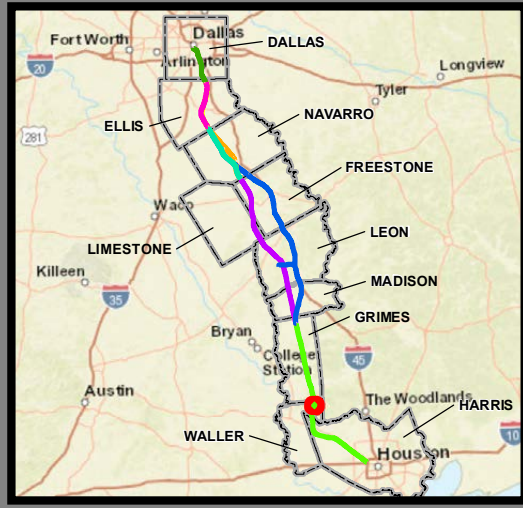 Dallas
DALLAS
Fort Worth
Arlington
20
Longview
Tyler
NAVARRO
ELLIS
281
FREESTONE
Waco
LEON
LIMESTONE
Killeen
MADISON
35
GRIMES
Bryan
College
Station
45
Austin
The Woodlands
HARRIS
WALLER
10
Houston